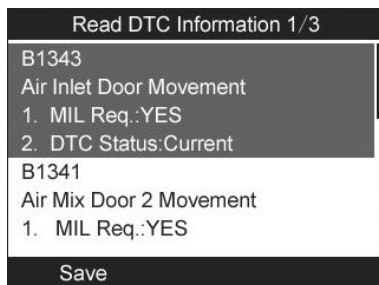 Read DTC Information 1/3
B1343
Air Inlet Door Movement
1. MIL Req.:YES
2. DTC Status:Current
B1341
Air Mix Door 2 Movement
1. MIL Req.:YES
Save